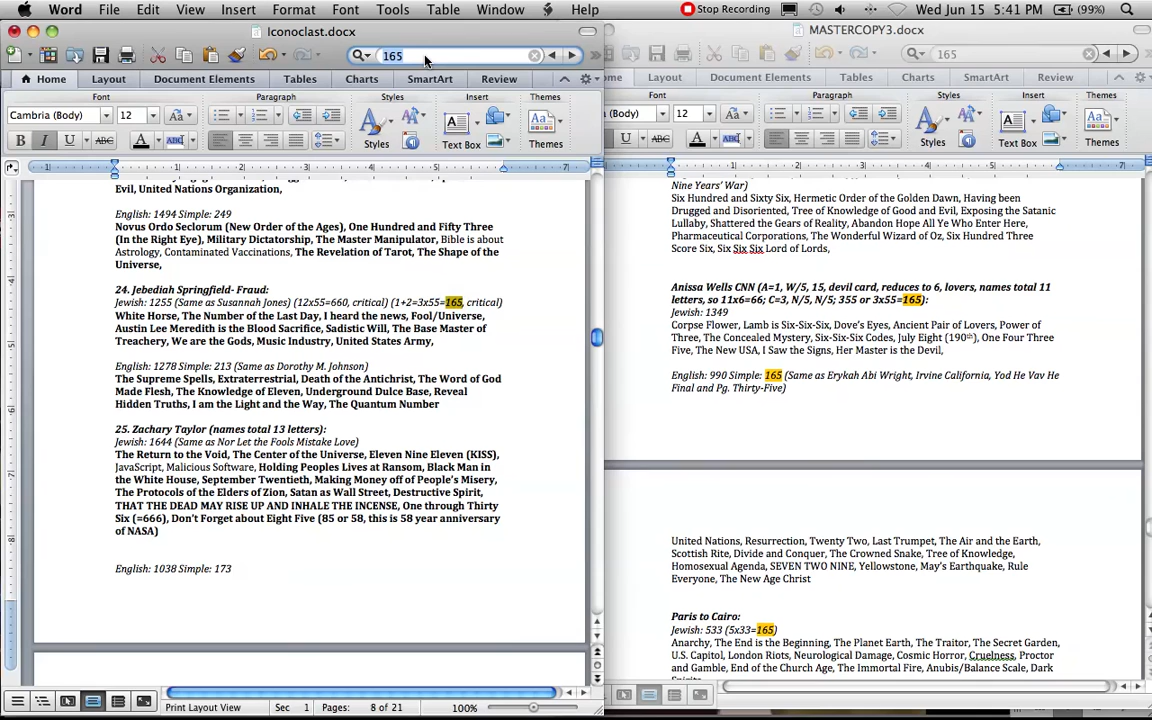 Word File Edit View Insert Format Font Tools Table Window Help Stop Recording (99%) Wed Jun 15 5:41 PM
Iconoclast.docx
MASTERCOPY3.docx
165
165
Home Layout Document Elements Tables Charts SmartArt Review
Layout Tables Charts SmartArt Review
Font Paragraph Styles Insert Themes
Paragraph Styles Insert Themes
Cambria (Body) 12
12
Styles Text Box Themes
Styles Text Box Themes
Evil, United Nations Organization,
English: 1494 Simple: 249
Novus Ordo Seclorum (New Order of the Ages), One Hundred and Fifty Three
(In the Right Eye), Military Dictatorship, The Master Manipulator, Bible is about
Astrology, Contaminated Vaccinations, The Revelation of Tarot, The Shape of the
Universe,
24. Jebediah Springfield- Fraud:
Jewish: 1255 (Same as Susannah Jones) (12x55=660, critical) (1+2=3x55=165, critical)
White Horse, The Number of the Last Day, I heard the news, Fool/Universe,
Austin Lee Meredith is the Blood Sacrifice, Sadistic Will, The Base Master of
Treachery, We are the Gods, Music Industry, United States Army,
English: 1278 Simple: 213 (Same as Dorothy M. Johnson)
The Supreme Spells, Extraterrestrial, Death of the Antichrist, The Word of God
Made Flesh, The Knowledge of Eleven, Underground Dulce Base, Reveal
Hidden Truths, I am the Light and the Way, The Quantum Number
25. Zachary Taylor (names total 13 letters):
Jewish: 1644 (Same as Nor Let the Fools Mistake Love)
The Return to the Void, The Center of the Universe, Eleven Nine Eleven (KISS),
JavaScript, Malicious Software, Holding Peoples Lives at Ransom, Black Man in
the White House, September Twentieth, Making Money off of People's Misery,
The Protocols of the Elders of Zion, Satan as Wall Street, Destructive Spirit,
THAT THE DEAD MAY RISE UP AND INHALE THE INCENSE, One through Thirty
Six (=666), Don't Forget about Eight Five (85 or 58, this is 58 year anniversary
of NASA)
English: 1038 Simple: 173
Nine Years' War)
Six Hundred and Sixty Six, Hermetic Order of the Golden Dawn, Having been
Drugged and Disoriented, Tree of Knowledge of Good and Evil, Exposing the Satanic
Lullaby, Shattered the Gears of Reality, Abandon Hope All Ye Who Enter Here,
Pharmaceutical Corporations, The Wonderful Wizard of Oz, Six Hundred Three
Score Six, Six Six Six Lord of Lords,
Anissa Wells CNN (A=1, W/5, 15, devil card, reduces to 6, lovers, names total 11
letters, so 11x6=66; C=3, N/5, N/5; 355 or 3x55=165):
Jewish: 1349
Corpse Flower, Lamb is Six-Six-Six, Dove's Eyes, Ancient Pair of Lovers, Power of
Three, The Concealed Mystery, Six-Six-Six Codes, July Eight (190th), One Four Three
Five, The New USA, I Saw the Signs, Her Master is the Devil,
English: 990 Simple: 165 (Same as Erykah Abi Wright, Irvine California, Yod He Vav He
Final and Pg. Thirty-Five)
United Nations, Resurrection, Twenty Two, Last Trumpet, The Air and the Earth,
Scottish Rite, Divide and Conquer, The Crowned Snake, Tree of Knowledge,
Homosexual Agenda, SEVEN TWO NINE, Yellowstone, May's Earthquake, Rule
Everyone, The New Age Christ
Paris to Cairo:
Jewish: 533 (5x33=165)
Anarchy, The End is the Beginning, The Planet Earth, The Traitor, The Secret Garden,
U.S. Capitol, London Riots, Neurological Damage, Cosmic Horror, Cruelness, Proctor
and Gamble, End of the Church Age, The Immortal Fire, Anubis/Balance Scale, Dark
Print Layout View Sec 1 Pages: 8 of 21 100%